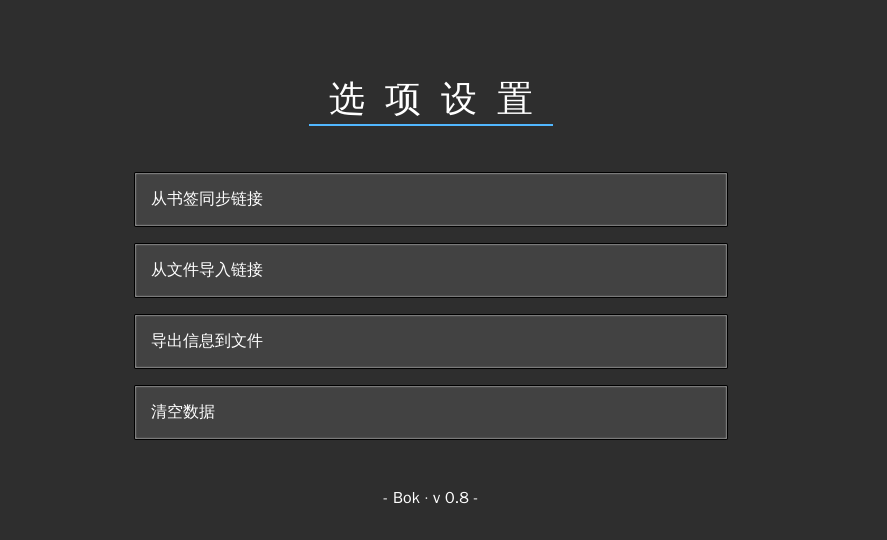 选项设置
从书签同步链接
从文件导入链接
导出信息到文件
清空数据
- Bok · v 0.8 -